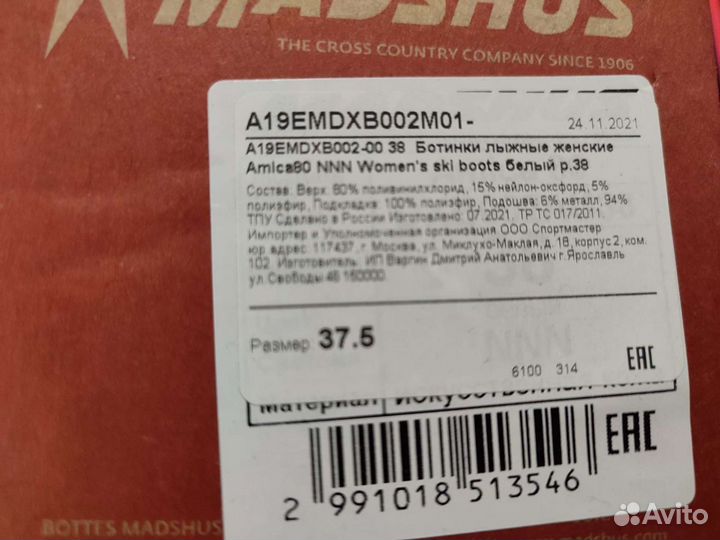 MADSHUS
THE CROSS COUNTRY COMPANY SINCE 1906
A19EMDXB002M01-
24.11.2021
A19EMDXB002-00 38 Ботинки лыжные женские
Amica80 NNN Women's ski boots белый р.38
Состав: Верх: 80% поливинилхлорид, 15% нейлон-оксфорд, 5%
полиэфир, Подкладка: 100% полиэфир, Подошва: 6% металл, 94%
ТПУ Сделано в России Изготовлено: 07.2021. ТР ТС 017/2011.
Импортер и Уполномоченная организация ООО Спортмастер
юр.адрес: 117437, г. Москва, ул. Миклухо-Маклая, д. 18, корпус 2, ком.
102. Изготовитель: ИП Вадгин Дмитрий Анатольевич г.Ярославль
ул.Свободы 46 150000.
Размер 37.5
NNN
6100 314
EAC
Материал
EAC
2 991018 513546
BOTTES MADSHUS
Avito
madshus.com